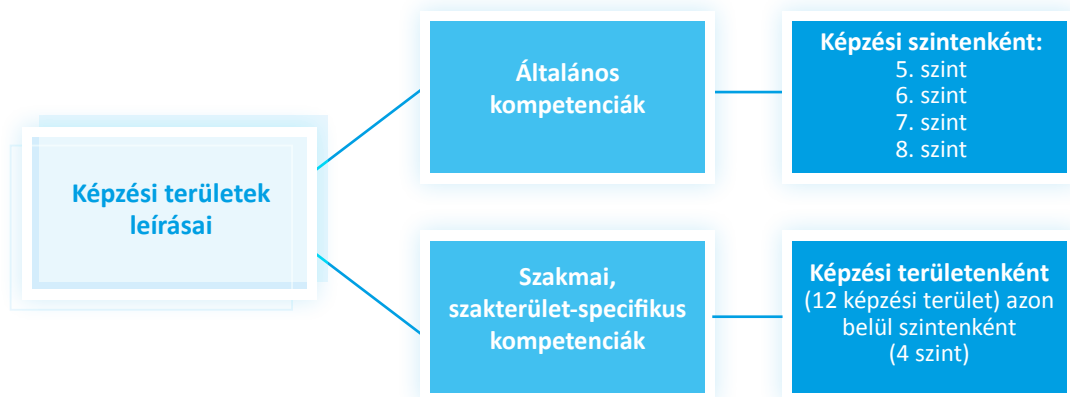 Képzési területek
leírásai
Általános
kompetenciák
Képzési szintenként:
5. szint
6. szint
7. szint
8. szint
Szakmai,
szakterület-specifikus
kompetenciák
Képzési területenként
(12 képzési terület) azon
belül szintenként
(4 szint)